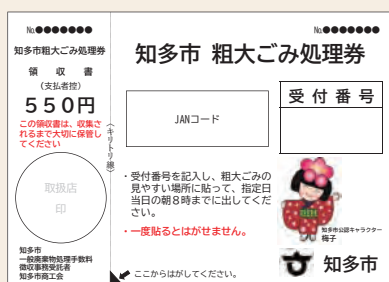 No.●●●●●●●
知多市粗大ごみ処理券
領収書
(支払者控)
550円
この領収書は、収集さ
れるまで大切に保管し
てください
取扱店
印
知多市
一般廃棄物処理手数料
徴収事務受託者
知多市商工会
〈キリトリ線〉
No.●●●●●●●
知多市 粗大ごみ処理券
JANコード
受付番号
・受付番号を記入し、粗大ごみの
見やすい場所に貼って、指定日
当日の朝8時までに出してくだ
さい。
・一度貼るとはがせません。
知多市公認キャラクター
梅子
ここからはがしてください。
知多市